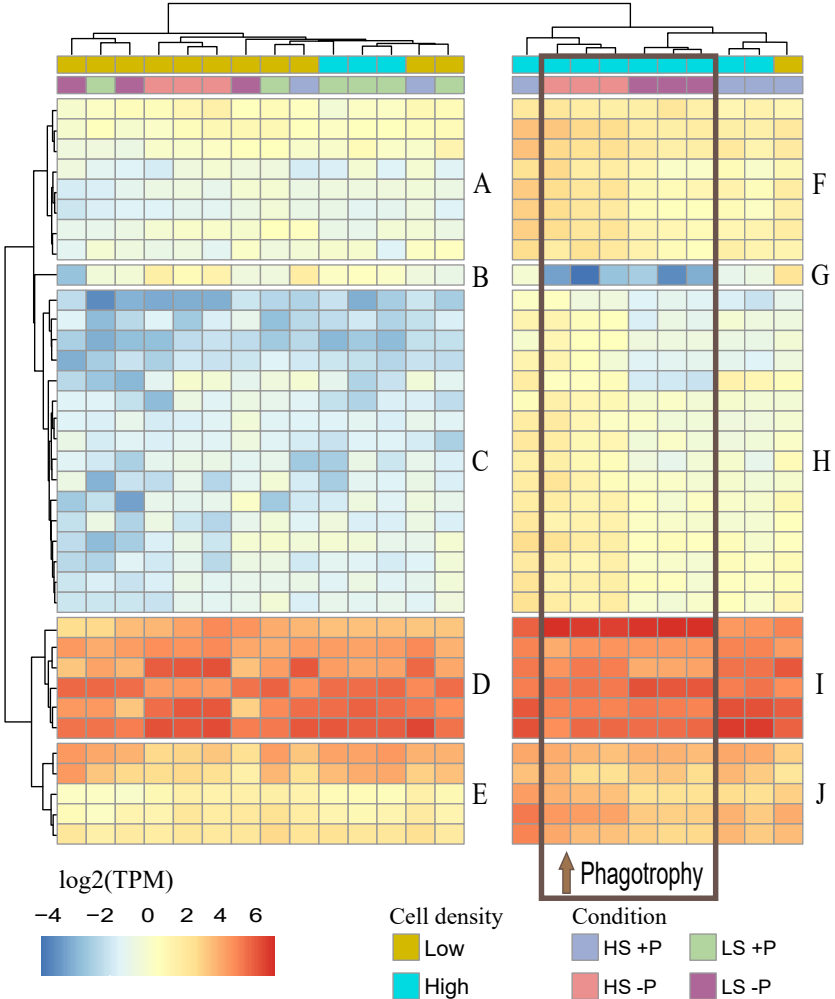 A
F
B
G
C
H
D
I
E
J
Phagotrophy
log2(TPM)
−4 −2 0 2 4 6
Cell density
Low
High
Condition
HS +P
LS +P
HS -P
LS -P